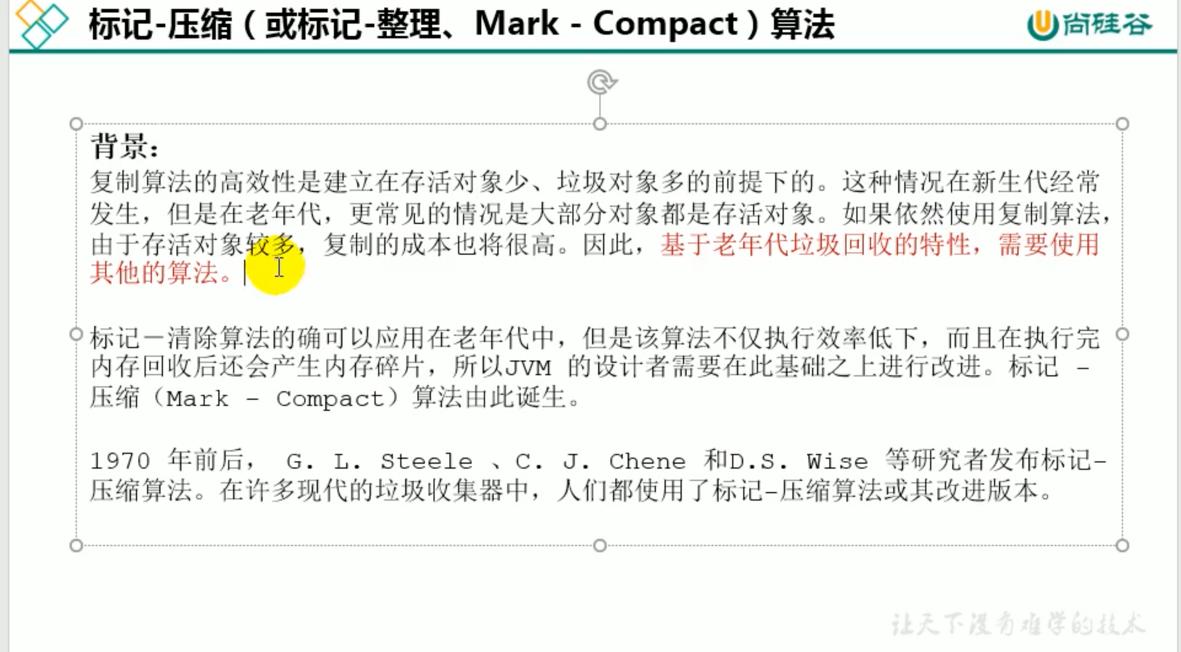 标记-压缩（或标记-整理、Mark - Compact）算法
尚硅谷
背景：
复制算法的高效性是建立在存活对象少、垃圾对象多的前提下的。这种情况在新生代经常
发生，但是在老年代，更常见的情况是大部分对象都是存活对象。如果依然使用复制算法，
由于存活对象较多，复制的成本也将很高。因此，基于老年代垃圾回收的特性，需要使用
其他的算法。
标记－清除算法的确可以应用在老年代中，但是该算法不仅执行效率低下，而且在执行完
内存回收后还会产生内存碎片，所以JVM 的设计者需要在此基础之上进行改进。标记 -
压缩（Mark - Compact）算法由此诞生。
1970 年前后， G. L. Steele 、C. J. Chene 和D.S. Wise 等研究者发布标记-
压缩算法。在许多现代的垃圾收集器中，人们都使用了标记-压缩算法或其改进版本。
让天下没有难学的技术